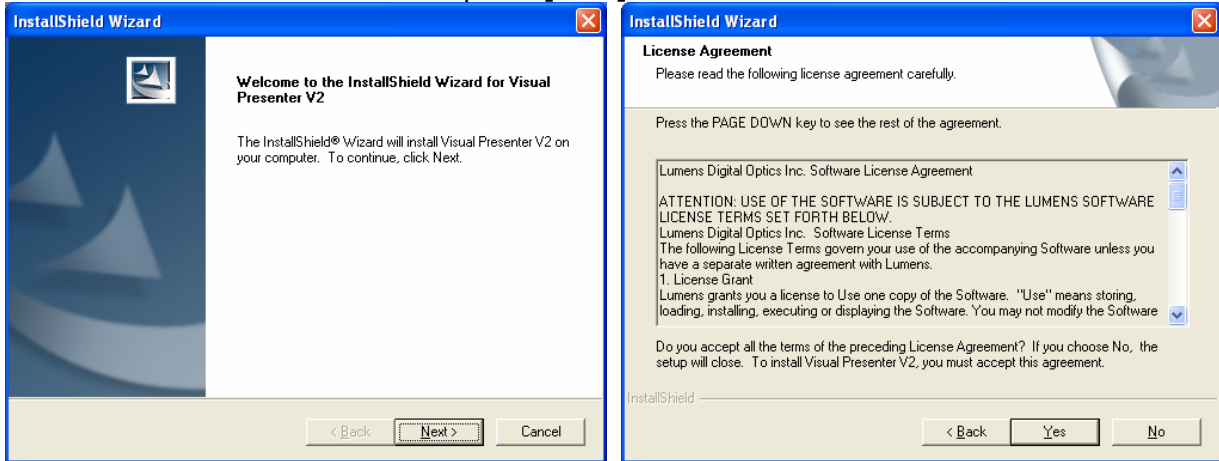 InstallShield Wizard
Welcome to the InstallShield Wizard for Visual
Presenter V2
The InstallShield® Wizard will install Visual Presenter V2 on
your computer. To continue, click Next.
< Back
Next >
Cancel
InstallShield Wizard
License Agreement
Please read the following license agreement carefully.
Press the PAGE DOWN key to see the rest of the agreement.
Lumens Digital Optics Inc. Software License Agreement
ATTENTION: USE OF THE SOFTWARE IS SUBJECT TO THE LUMENS SOFTWARE
LICENSE TERMS SET FORTH BELOW.
Lumens Digital Optics Inc. Software License Terms
The following License Terms govern your use of the accompanying Software unless you
have a separate written agreement with Lumens.
1. License Grant
Lumens grants you a license to Use one copy of the Software. "Use" means storing,
loading, installing, executing or displaying the Software. You may not modify the Software
Do you accept all the terms of the preceding License Agreement? If you choose No, the
setup will close. To install Visual Presenter V2, you must accept this agreement.
InstallShield
< Back
Yes
No